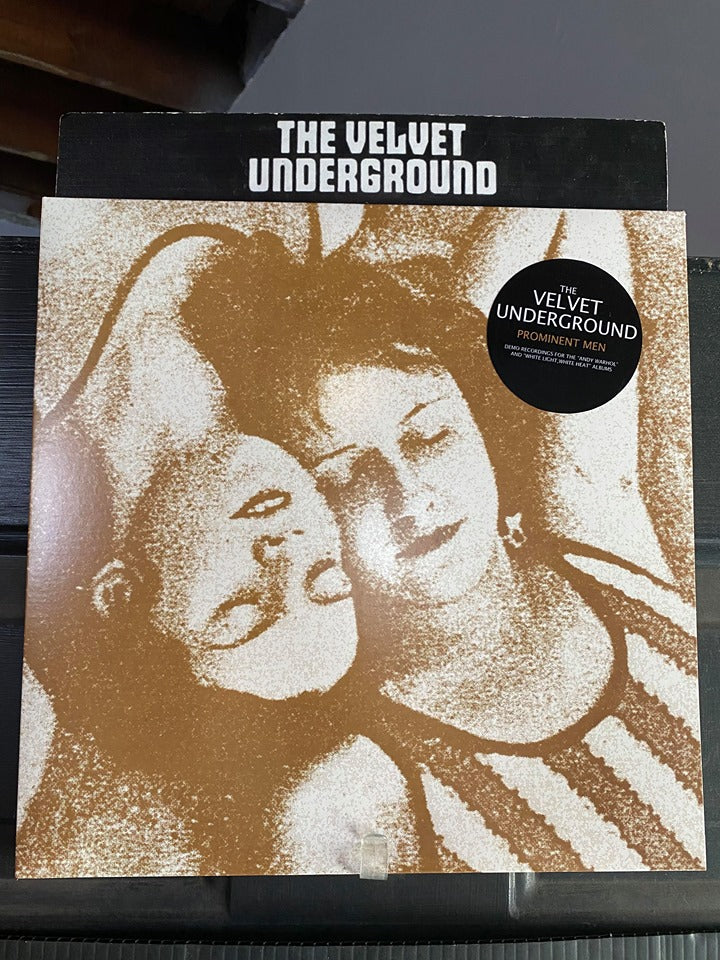 THE VELVET
UNDERGROUND
THE
VELVET
UNDERGROUND
PROMINENT MEN
DEMO RECORDINGS FOR THE "ANDY WARHOL"
AND "WHITE LIGHT,WHITE HEAT" ALBUMS